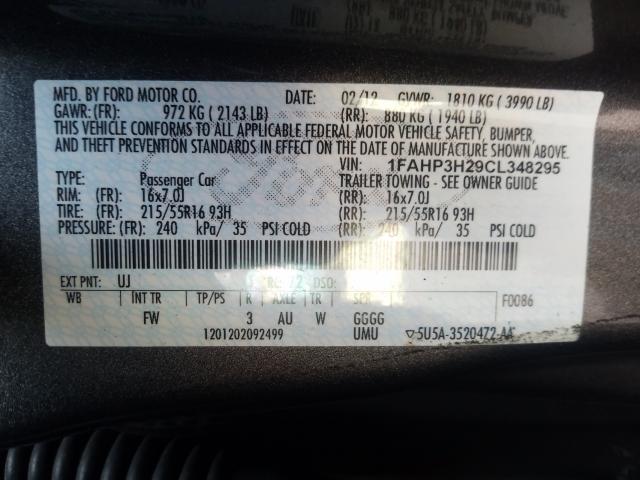 MFD. BY FORD MOTOR CO. DATE: 02/12 GVWR: 1810 KG ( 3990 LB)
GAWR: (FR): 972 KG ( 2143 LB) (RR): 880 KG ( 1940 LB)
THIS VEHICLE CONFORMS TO ALL APPLICABLE FEDERAL MOTOR VEHICLE SAFETY, BUMPER,
AND THEFT PREVENTION STANDARDS IN EFFECT ON THE DATE OF MANUFACTURE SHOWN ABOVE.
VIN: 1FAHP3H29CL348295
TYPE: Passenger Car TRAILER TOWING - SEE OWNER GUIDE
RIM: (FR): 16x7.0J (RR): 16x7.0J
TIRE: (FR): 215/55R16 93H (RR): 215/55R16 93H
PRESSURE: (FR): 240 kPa/ 35 PSI COLD (RR): 240 kPa/ 35 PSI COLD
EXT PNT: UJ RC: 72 DSO:
WB INT TR TP/PS R AXLE TR SPR F0086
FW 3 AU W GGGG
1201202092499 UMU 5U5A-3520472-AA